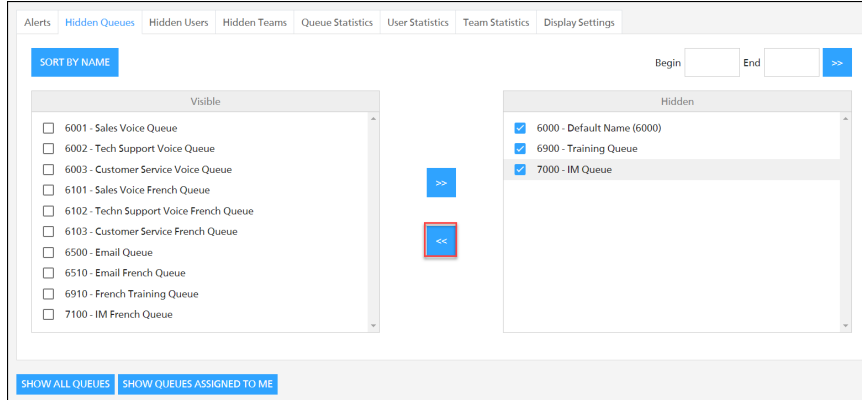 Alerts Hidden Queues Hidden Users Hidden Teams Queue Statistics User Statistics Team Statistics Display Settings
SORT BY NAME Begin End >>
Visible
6001 - Sales Voice Queue
6002 - Tech Support Voice Queue
6003 - Customer Service Voice Queue
6101 - Sales Voice French Queue
6102 - Techn Support Voice French Queue
6103 - Customer Service French Queue
6500 - Email Queue
6510 - Email French Queue
6910 - French Training Queue
7100 - IM French Queue
>>
<<
Hidden
6000 - Default Name (6000)
6900 - Training Queue
7000 - IM Queue
SHOW ALL QUEUES SHOW QUEUES ASSIGNED TO ME